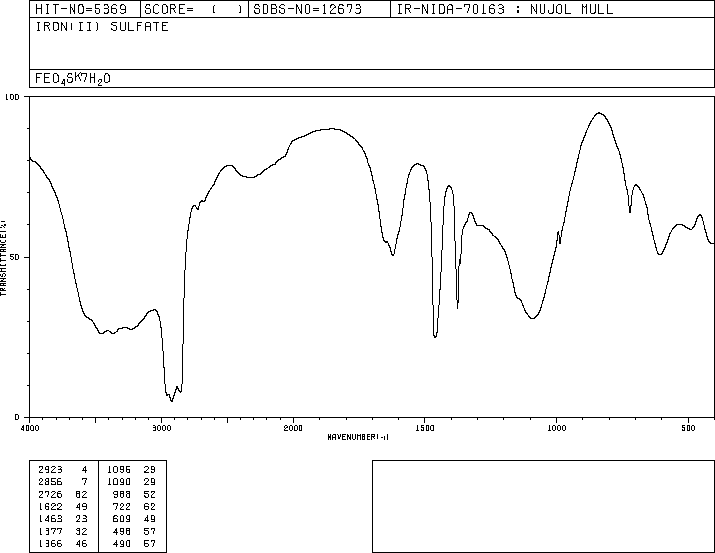 HIT-NO=5369 SCORE= ( ) SDBS-NO=12673 IR-NIDA-70163 : NUJOL MULL
IRON(II) SULFATE
FEO4S*7H2O
100
TRANSMITTANCE(%)
50
0
4000 3000 2000 1500 1000 500
WAVENUMBER(-1)
2923 4 1096 29
2856 7 1090 29
2726 62 988 52
1622 49 722 62
1463 23 609 49
1377 32 498 57
1366 46 490 57